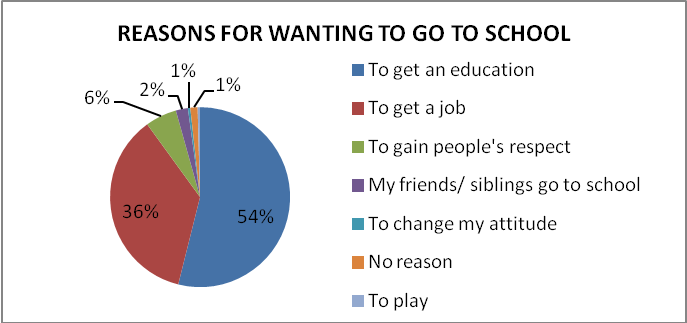 REASONS FOR WANTING TO GO TO SCHOOL
1%
1%
2%
6%
36%
54%
To get an education
To get a job
To gain people's respect
My friends/ siblings go to school
To change my attitude
No reason
To play